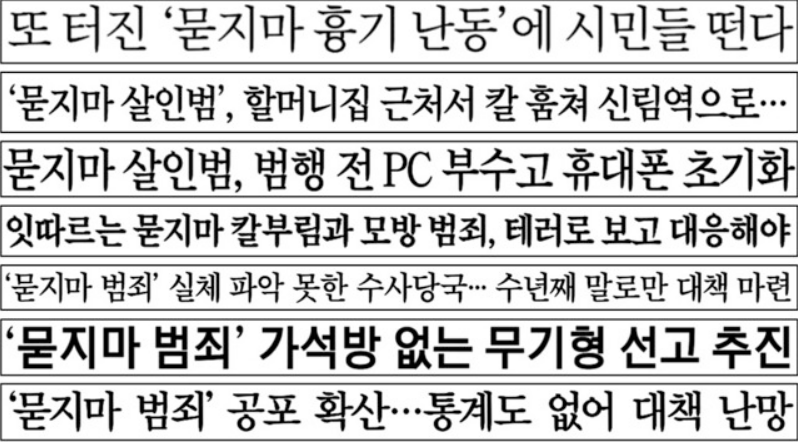 또 터진 ‘묻지마 흉기 난동’에 시민들 떤다
‘묻지마 살인범’, 할머니집 근처서 칼 훔쳐 신림역으로…
묻지마 살인범, 범행 전 PC 부수고 휴대폰 초기화
잇따르는 묻지마 칼부림과 모방 범죄, 테러로 보고 대응해야
‘묻지마 범죄’ 실체 파악 못한 수사당국… 수년째 말로만 대책 마련
‘묻지마 범죄’ 가석방 없는 무기형 선고 추진
‘묻지마 범죄’ 공포 확산…통계도 없어 대책 난망